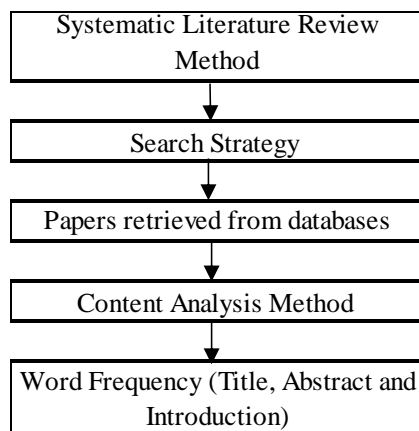 Systematic Literature Review
Method
Search Strategy
Papers retrieved from databases
Content Analysis Method
Word Frequency (Title, Abstract and
Introduction)